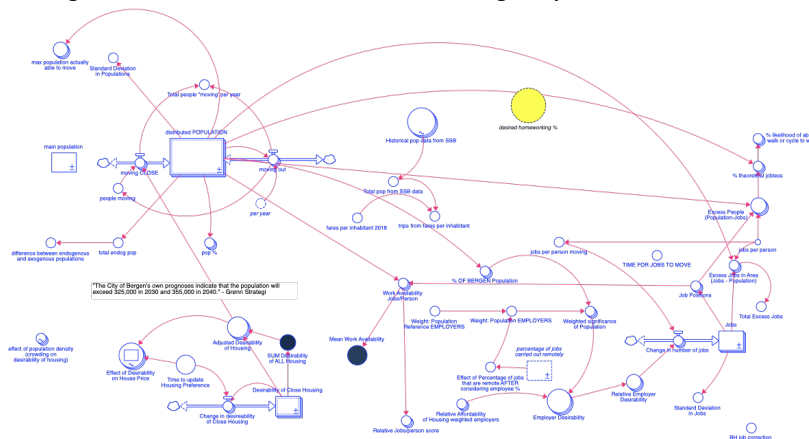 max population actually
able to move
Standard Deviation
in Populations
Total people "moving" per year
distributed POPULATION
main population
moving CLOSE
moving out
people moving
per year
difference between endogenous
and exigenous populations
total endog pop
pop %
Historical pop data from SSB
desired homeworking %
Total pop from SSB data
fares per inhabitant 2018
trips from fares per inhabitant
% likelihood of ab
walk or cycle to w
% theoretical jobless
Excess People
(Population-Jobs)
jobs per person moving
jobs per person
TIME FOR JOBS TO MOVE
Excess Jobs in Area
(Jobs - Population)
Job Positions
Total Excess Jobs
% OF BERGEN Population
Work Availability
Jobs/Person
"The City of Bergen's own prognoses indicate that the population will
exceed 325,000 in 2030 and 355,000 in 2040." - Grønn Strategi
Weight: Population
Reference EMPLOYERS
Weight: Population EMPLOYERS
Weighted significance
of Population
Jobs
Change in number of jobs
Mean Work Availability
percentage of jobs
carried out remotely
Effect of Percentage of jobs
that are remote AFTER
considering employee %
effect of population density
(crowding on
desirability of housing)
Adjusted Desirability
of Housing
SUM Desirability
of ALL Housing
Effect of Desirability
on House Price
Time to update
Housing Preference
Desirability of Close Housing
Change in desireability
of Close Housing
Relative Jobs/person score
Relative Affordability
of Housing weighted employers
Employer Desirability
Relative Employer
Desirability
Standard Deviation
in Jobs
BH job correction